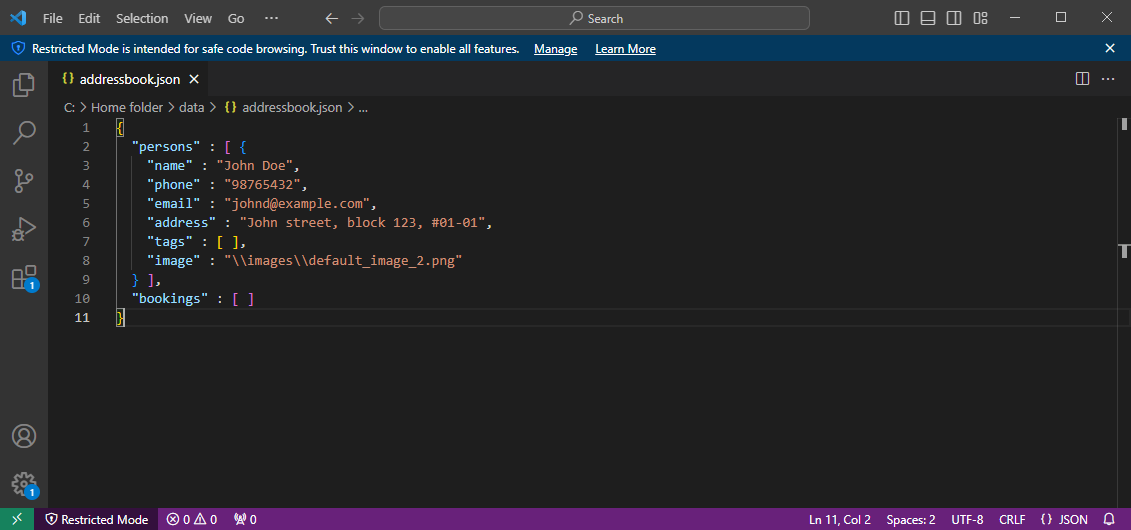 File Edit Selection View Go ··· Search
Restricted Mode is intended for safe code browsing. Trust this window to enable all features. Manage Learn More
{} addressbook.json
C: > Home folder > data > {} addressbook.json > ...
1 {
2 "persons" : [ {
3 "name" : "John Doe",
4 "phone" : "98765432",
5 "email" : "johnd@example.com",
6 "address" : "John street, block 123, #01-01",
7 "tags" : [ ],
8 "image" : "\\images\\default_image_2.png"
9 } ],
10 "bookings" : [ ]
11 }
1
1
Restricted Mode 0 0 0 Ln 11, Col 2 Spaces: 2 UTF-8 CRLF {} JSON